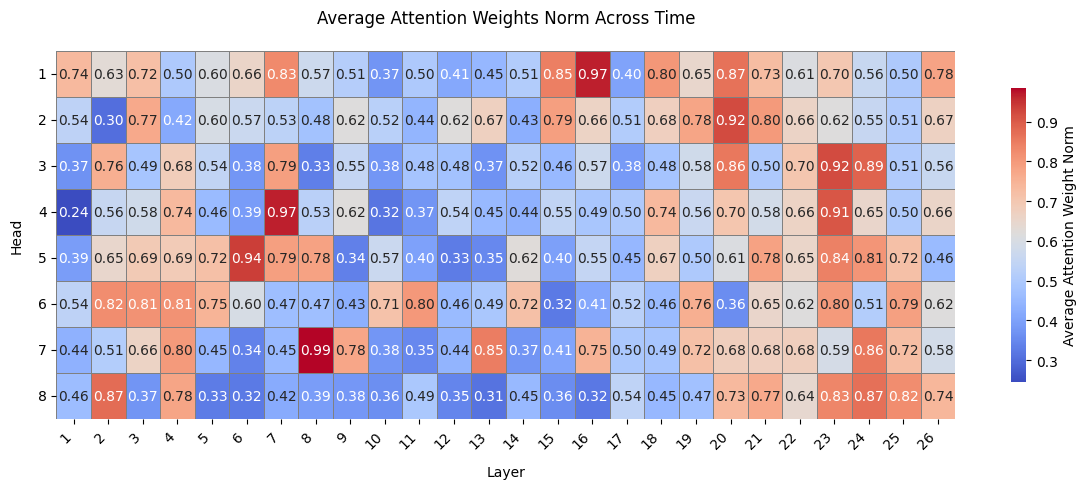 Average Attention Weights Norm Across Time
1 0.74 0.63 0.72 0.50 0.60 0.66 0.83 0.57 0.51 0.37 0.50 0.41 0.45 0.51 0.85 0.97 0.40 0.80 0.65 0.87 0.73 0.61 0.70 0.56 0.50 0.78
2 0.54 0.30 0.77 0.42 0.60 0.57 0.53 0.48 0.62 0.52 0.44 0.62 0.67 0.43 0.79 0.66 0.51 0.68 0.78 0.92 0.80 0.66 0.62 0.55 0.51 0.67
3 0.37 0.76 0.49 0.68 0.54 0.38 0.79 0.33 0.55 0.38 0.48 0.48 0.37 0.52 0.46 0.57 0.38 0.48 0.58 0.86 0.50 0.70 0.92 0.89 0.51 0.56
4 0.24 0.56 0.58 0.74 0.46 0.39 0.97 0.53 0.62 0.32 0.37 0.54 0.45 0.44 0.55 0.49 0.50 0.74 0.56 0.70 0.58 0.66 0.91 0.65 0.50 0.66
5 0.39 0.65 0.69 0.69 0.72 0.94 0.79 0.78 0.34 0.57 0.40 0.33 0.35 0.62 0.40 0.55 0.45 0.67 0.50 0.61 0.78 0.65 0.84 0.81 0.72 0.46
6 0.54 0.82 0.81 0.81 0.75 0.60 0.47 0.47 0.43 0.71 0.80 0.46 0.49 0.72 0.32 0.41 0.52 0.46 0.76 0.36 0.65 0.62 0.80 0.51 0.79 0.62
7 0.44 0.51 0.66 0.80 0.45 0.34 0.45 0.99 0.78 0.38 0.35 0.44 0.85 0.37 0.41 0.75 0.50 0.49 0.72 0.68 0.68 0.68 0.59 0.86 0.72 0.58
8 0.46 0.87 0.37 0.78 0.33 0.32 0.42 0.39 0.38 0.36 0.49 0.35 0.31 0.45 0.36 0.32 0.54 0.45 0.47 0.73 0.77 0.64 0.83 0.87 0.82 0.74
Head
1 2 3 4 5 6 7 8 9 10 11 12 13 14 15 16 17 18 19 20 21 22 23 24 25 26
Layer
0.9
0.8
0.7
0.6
0.5
0.4
0.3
Average Attention Weight Norm